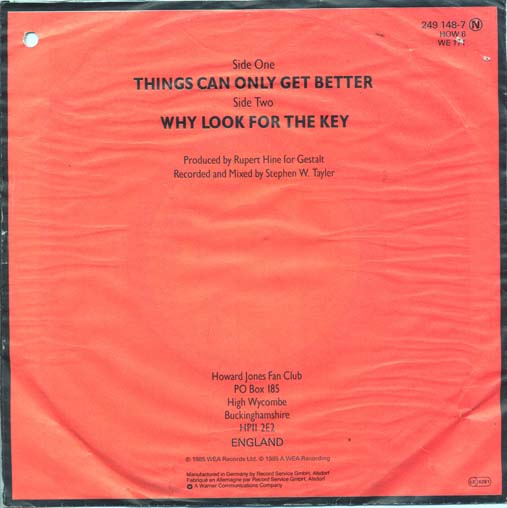 249 148-7 N
HOW 6
WE 171
Side One
THINGS CAN ONLY GET BETTER
Side Two
WHY LOOK FOR THE KEY
Produced by Rupert Hine for Gestalt
Recorded and Mixed by Stephen W. Tayler
Howard Jones Fan Club
PO Box 185
High Wycombe
Buckinghamshire
HP11 2E2
ENGLAND
℗ 1985 WEA Records Ltd. © 1985 A WEA Recording
Manufactured in Germany by Record Service GmbH, Alsdorf
Fabriqué en Allemagne par Record Service GmbH, Alsdorf
A Warner Communications Company